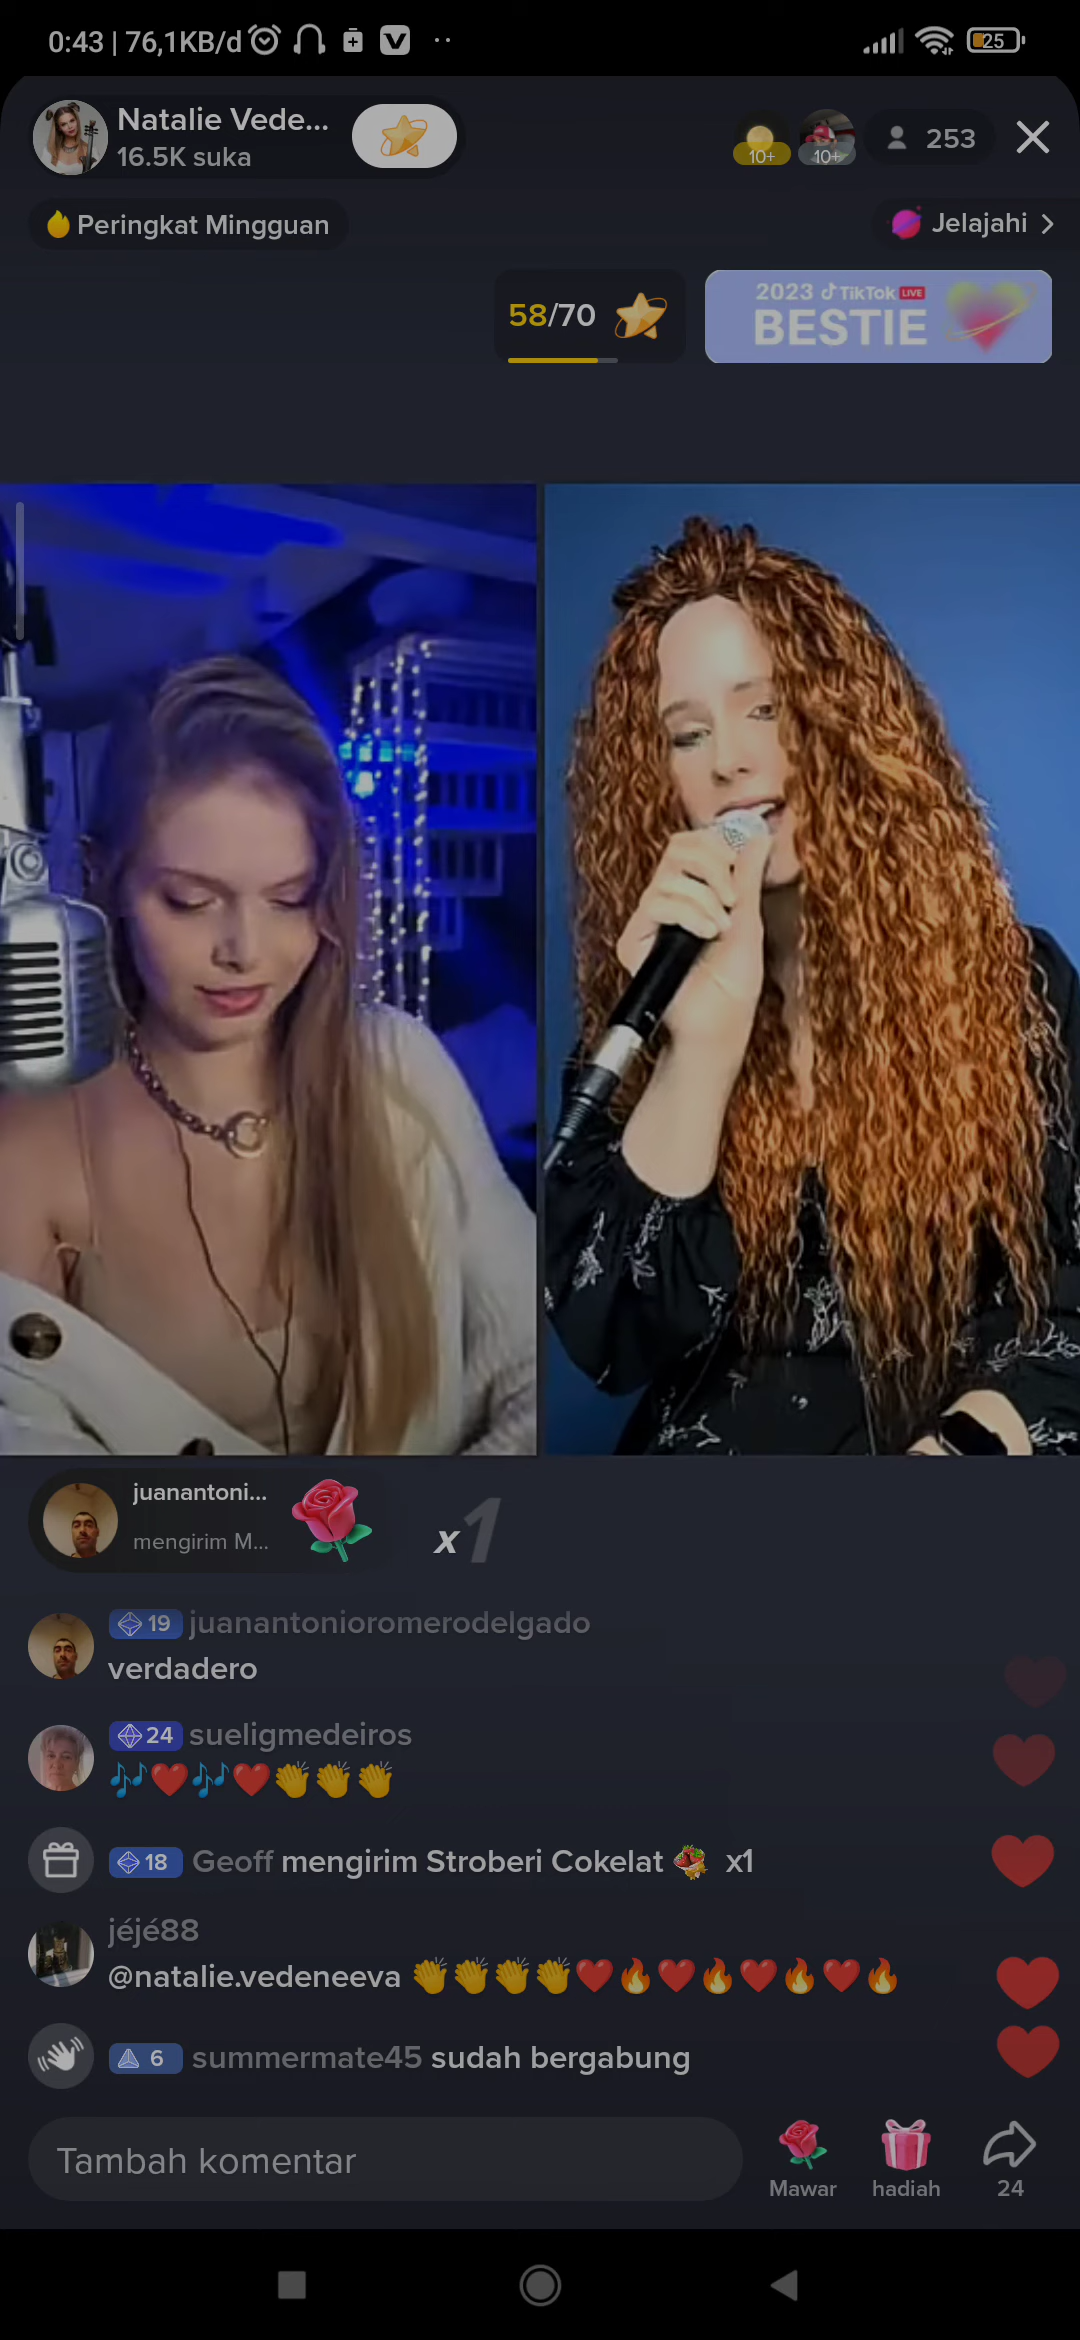 0:43 | 76,1KB/d
25
Natalie Vede...
16.5K suka
10+
10+
253
Peringkat Mingguan
Jelajahi
58/70
2023 TikTok LIVE
BESTIE
juanantoni...
mengirim M...
x1
19 juanantonioromerodelgado
verdadero
24 sueligmedeiros
🎶❤️🎶❤️👏👏👏
18 Geoff mengirim Stroberi Cokelat x1
jéjé88
@natalie.vedeneeva 👏👏👏👏❤️🔥❤️🔥❤️🔥❤️🔥
6 summermate45 sudah bergabung
Tambah komentar
Mawar
hadiah
24